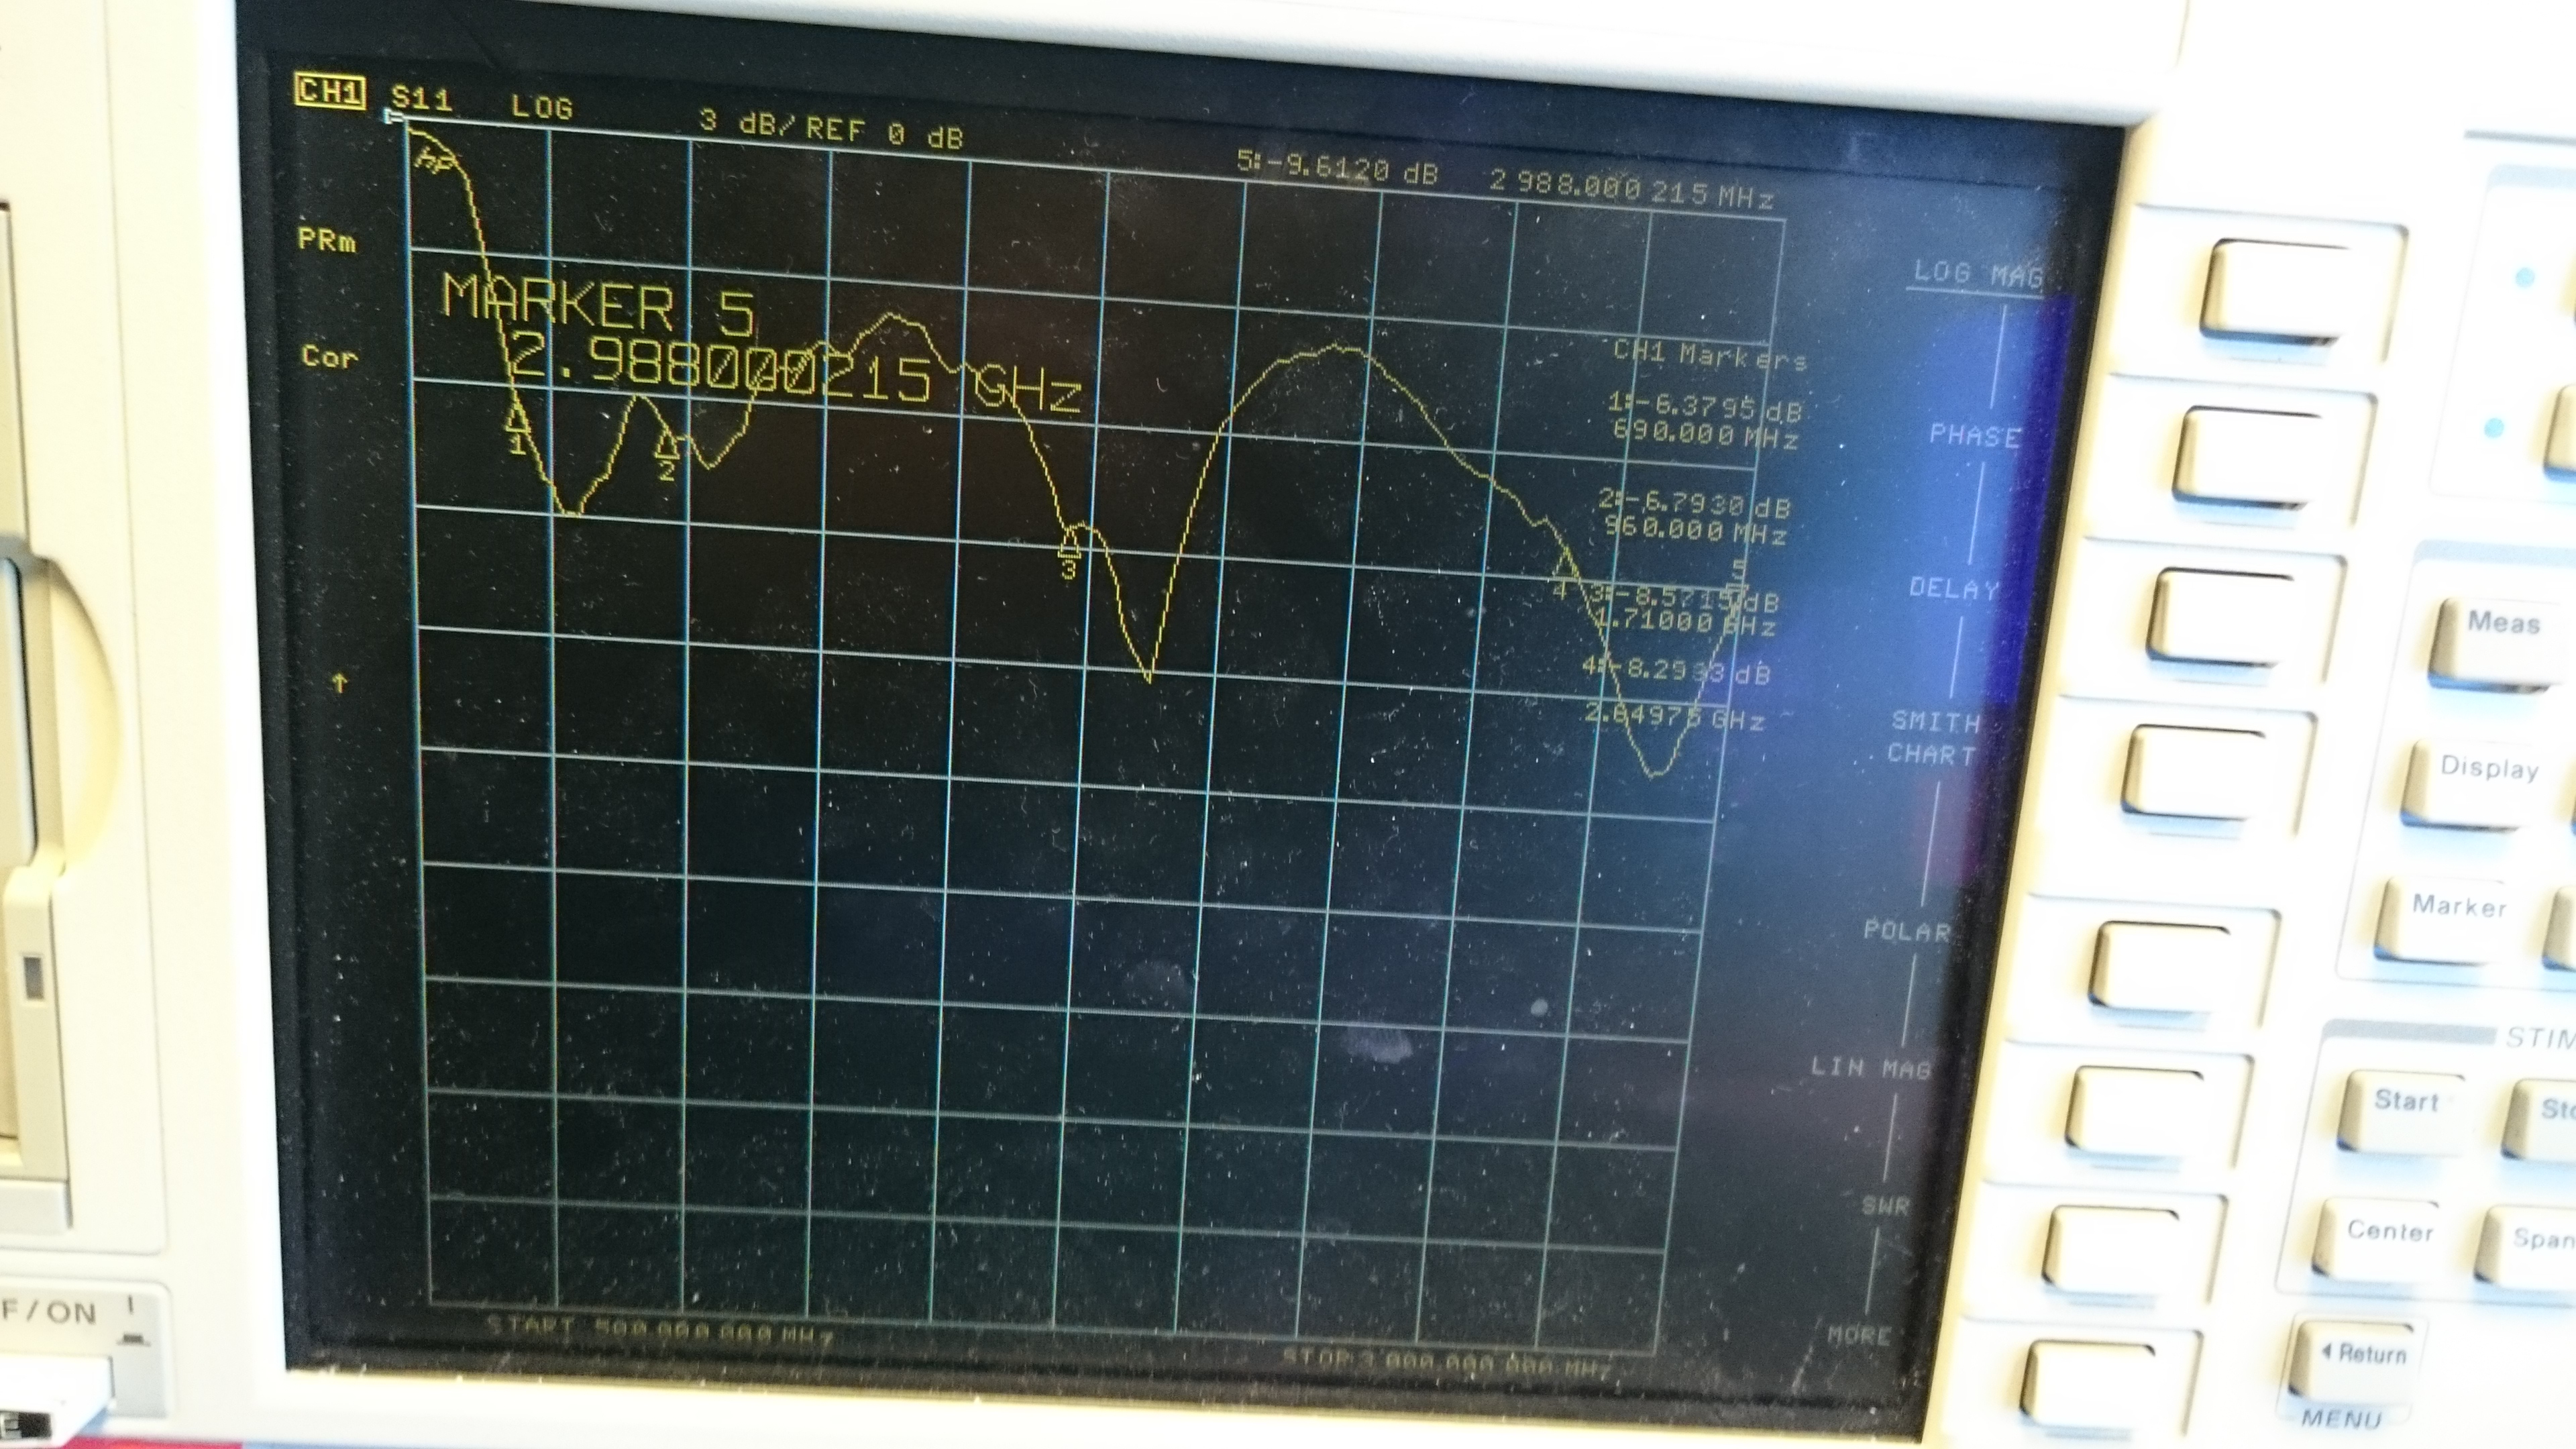 CH1 S11 LOG 3 dB/ REF 0 dB 5:-9.6120 dB 2 988.000 215 MHz
hp
PRm
MARKER 5
2.988000215 GHz
Cor
↑
1
2
3
4
5
CH1 Markers
1:-6.3795 dB
690.000 MHz
2:-6.7930 dB
960.000 MHz
3:-8.5715 dB
1.71000 GHz
4:-8.2993 dB
2.84975 GHz
START 500.000 000 MHz
STOP 3 000.000 000 MHz
LOG MAG
PHASE
DELAY
SMITH
CHART
POLAR
LIN MAG
SWR
MORE
Meas
Display
Marker
Start
Center
Span
Return
MENU
F/ON